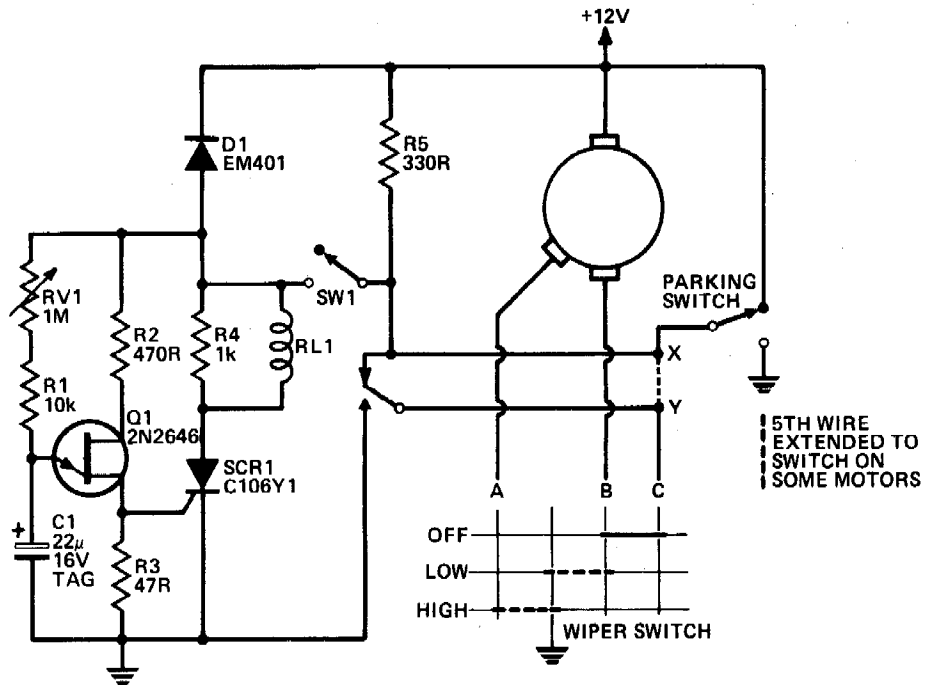 +12V
D1
EM401
R5
330R
RV1
1M
R2
470R
R4
1k
SW1
RL1
PARKING
SWITCH
R1
10k
Q1
2N2646
SCR1
C106Y1
X
Y
5TH WIRE
EXTENDED TO
SWITCH ON
SOME MOTORS
+
C1
22μ
16V
TAG
R3
47R
A
B
C
OFF
LOW
HIGH
WIPER SWITCH